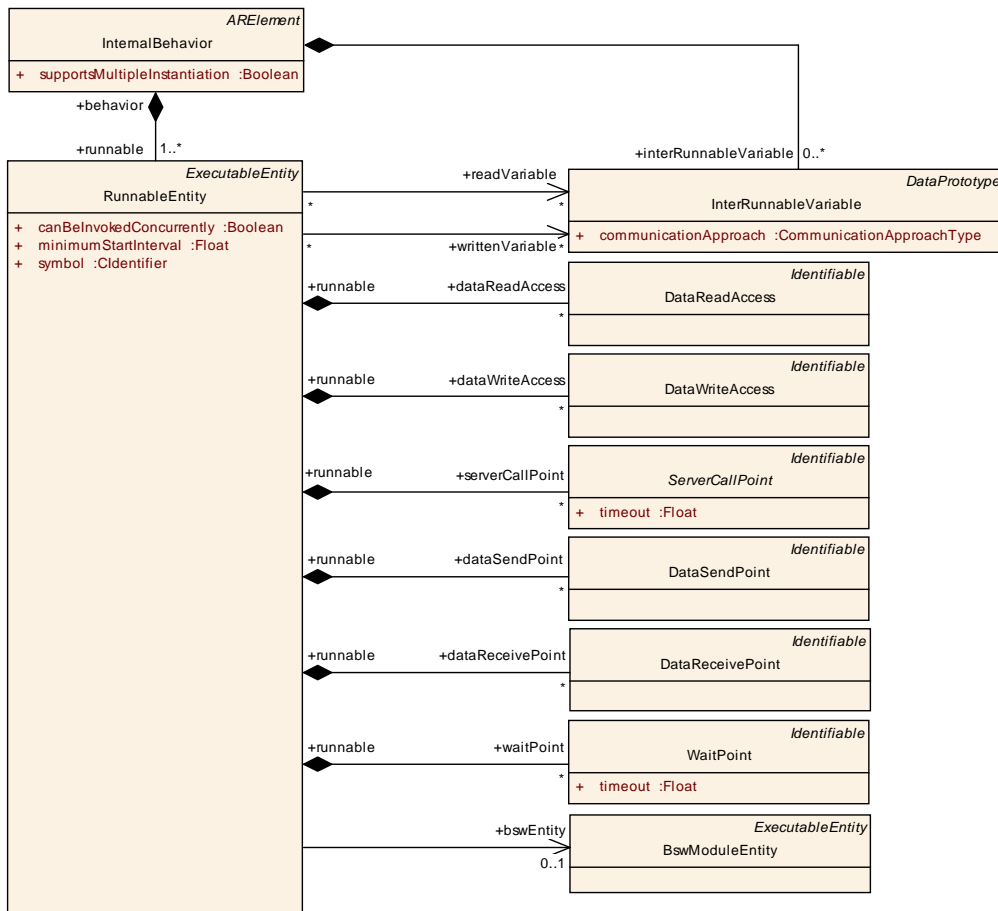 ARElement
InternalBehavior
+ supportsMultipleInstantiation :Boolean
+behavior
+runnable 1..*
+interRunnableVariable 0..*
ExecutableEntity
RunnableEntity
+ canBeInvokedConcurrently :Boolean
+ minimumStartInterval :Float
+ symbol :CIdentifier
+readVariable
* *
* +writtenVariable *
DataPrototype
InterRunnableVariable
+ communicationApproach :CommunicationApproachType
+runnable +dataReadAccess
*
Identifiable
DataReadAccess
+runnable +dataWriteAccess
*
Identifiable
DataWriteAccess
+runnable +serverCallPoint
*
Identifiable
ServerCallPoint
+ timeout :Float
+runnable +dataSendPoint
*
Identifiable
DataSendPoint
+runnable +dataReceivePoint
*
Identifiable
DataReceivePoint
+runnable +waitPoint
*
Identifiable
WaitPoint
+ timeout :Float
+bswEntity
0..1
ExecutableEntity
BswModuleEntity